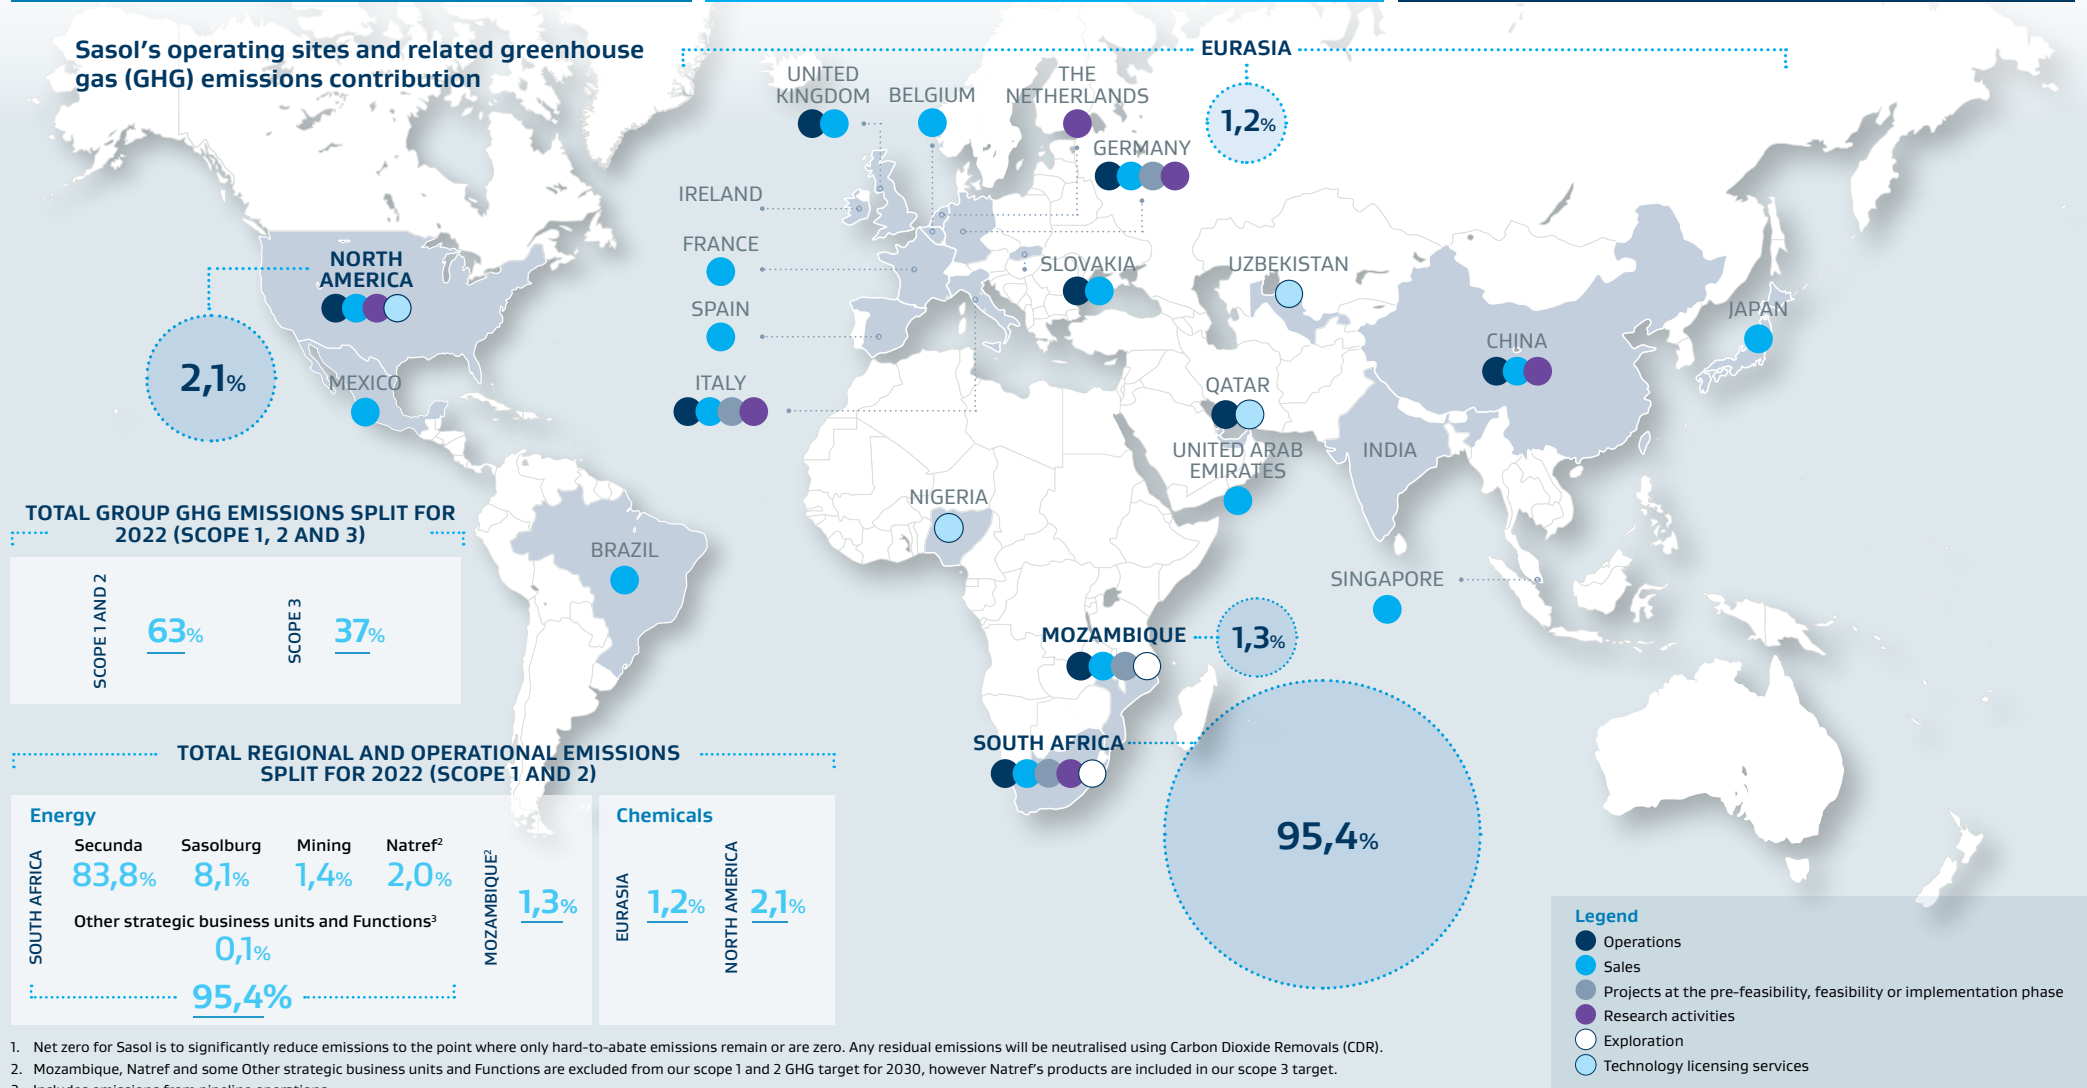 Sasol's operating sites and related greenhouse
gas (GHG) emissions contribution
EURASIA
1,2%
UNITED
KINGDOM
BELGIUM
THE
NETHERLANDS
GERMANY
IRELAND
FRANCE
SPAIN
ITALY
SLOVAKIA
UZBEKISTAN
NORTH
AMERICA
2,1%
MEXICO
JAPAN
CHINA
QATAR
UNITED ARAB
EMIRATES
INDIA
NIGERIA
BRAZIL
SINGAPORE
MOZAMBIQUE
1,3%
SOUTH AFRICA
95,4%
TOTAL GROUP GHG EMISSIONS SPLIT FOR
2022 (SCOPE 1, 2 AND 3)
SCOPE 1 AND 2
63%
SCOPE 3
37%
TOTAL REGIONAL AND OPERATIONAL EMISSIONS
SPLIT FOR 2022 (SCOPE 1 AND 2)
Energy
SOUTH AFRICA
Secunda Sasolburg Mining Natref²
83,8% 8,1% 1,4% 2,0%
Other strategic business units and Functions³
0,1%
95,4%
MOZAMBIQUE²
1,3%
Chemicals
EURASIA
1,2%
NORTH AMERICA
2,1%
Legend
Operations
Sales
Projects at the pre-feasibility, feasibility or implementation phase
Research activities
Exploration
Technology licensing services
1. Net zero for Sasol is to significantly reduce emissions to the point where only hard-to-abate emissions remain or are zero. Any residual emissions will be neutralised using Carbon Dioxide Removals (CDR).
2. Mozambique, Natref and some Other strategic business units and Functions are excluded from our scope 1 and 2 GHG target for 2030, however Natref's products are included in our scope 3 target.
3. Includes emissions from pipeline operations.